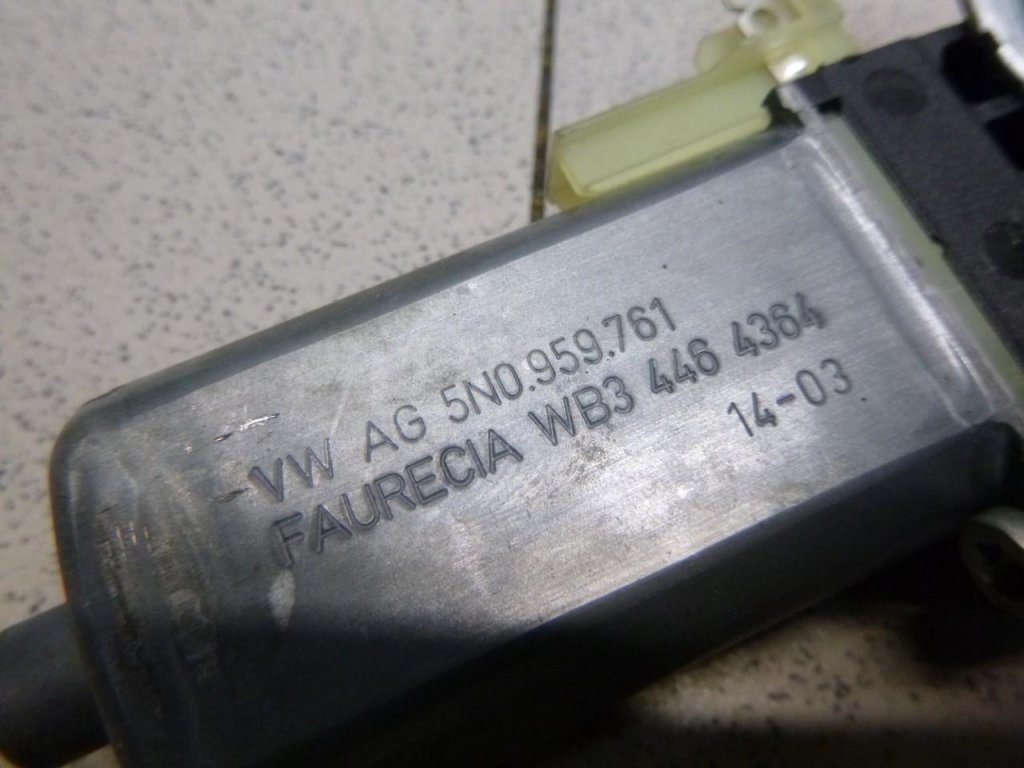 VW AG 5N0.959.761
FAURECIA WB3 446 4364
14-03